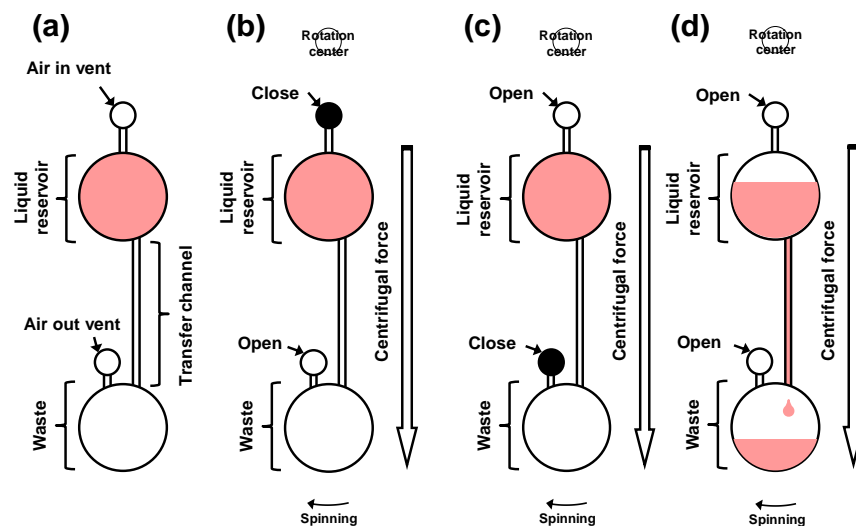 (a)
Air in vent
Liquid
reservoir
Transfer channel
Air out vent
Waste
(b)
Rotation
center
Close
Liquid
reservoir
Centrifugal force
Open
Waste
Spinning
(c)
Rotation
center
Open
Liquid
reservoir
Centrifugal force
Close
Waste
Spinning
(d)
Rotation
center
Open
Liquid
reservoir
Centrifugal force
Open
Waste
Spinning